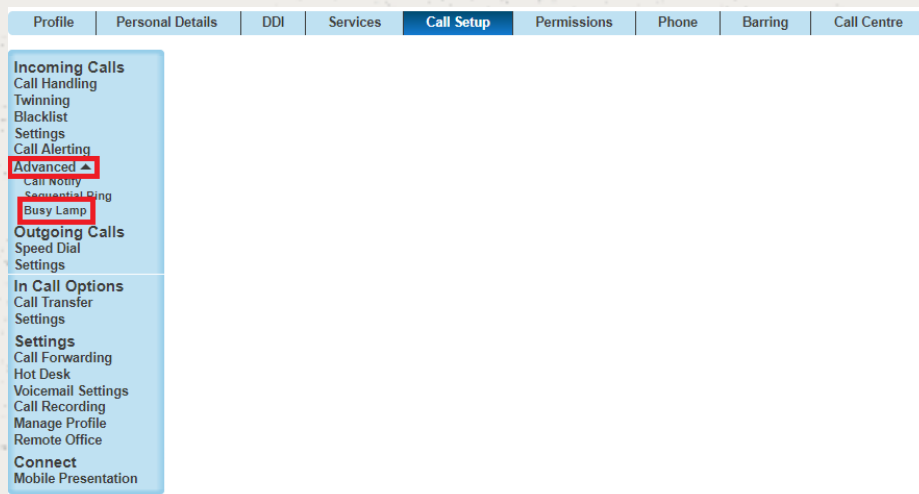 Profile Personal Details DDI Services Call Setup Permissions Phone Barring Call Centre
Incoming Calls
Call Handling
Twinning
Blacklist
Settings
Call Alerting
Advanced
Call Notify
Sequential Ring
Busy Lamp
Outgoing Calls
Speed Dial
Settings
In Call Options
Call Transfer
Settings
Settings
Call Forwarding
Hot Desk
Voicemail Settings
Call Recording
Manage Profile
Remote Office
Connect
Mobile Presentation